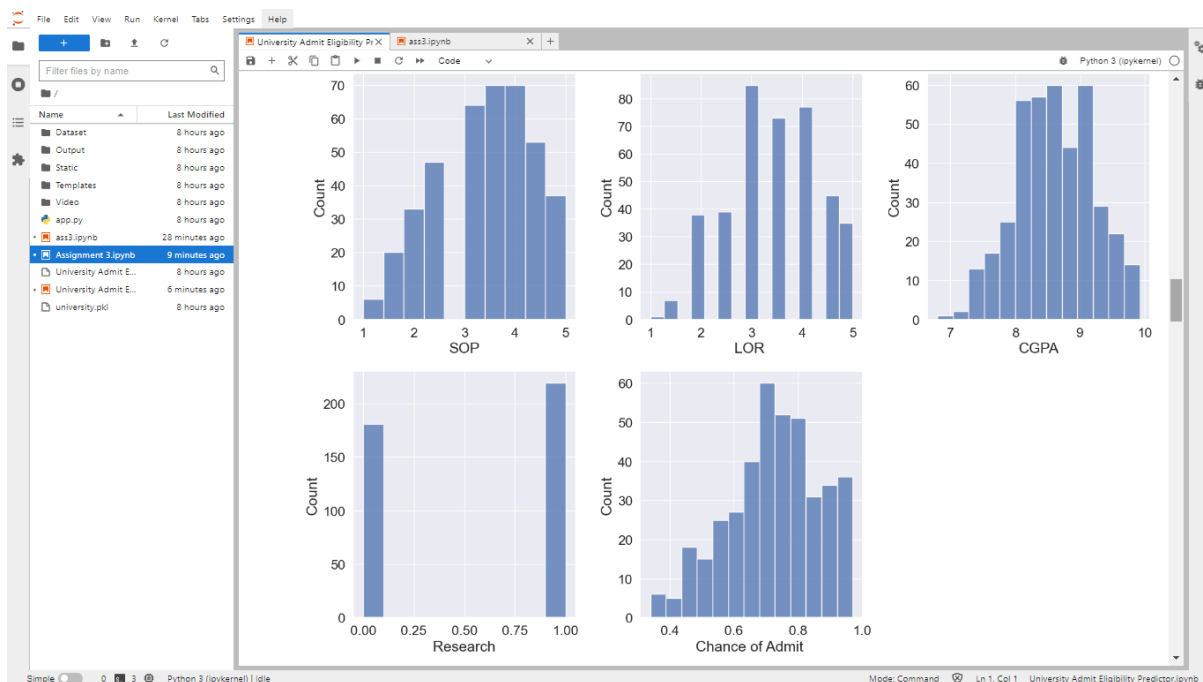 File Edit View Run Kernel Tabs Settings Help
+
Filter files by name
/
Name Last Modified
Dataset 8 hours ago
Output 8 hours ago
Static 8 hours ago
Templates 8 hours ago
Video 8 hours ago
app.py 8 hours ago
ass3.ipynb 28 minutes ago
Assignment 3.ipynb 9 minutes ago
University Admit E... 8 hours ago
University Admit E... 6 minutes ago
university.pkl 8 hours ago
University Admit Eligibility Pr X ass3.ipynb X +
Code Python 3 (ipykernel)
70
60
50
40
30
20
10
0
Count
1 2 3 4 5
SOP
80
70
60
50
40
30
20
10
0
Count
1 2 3 4 5
LOR
60
50
40
30
20
10
0
Count
7 8 9 10
CGPA
200
150
100
50
0
Count
0.00 0.25 0.50 0.75 1.00
Research
60
50
40
30
20
10
0
Count
0.4 0.6 0.8 1.0
Chance of Admit
Simple 0 3 Python 3 (ipykernel) | Idle Mode: Command Ln 1, Col 1 University Admit Eligibility Predictor.ipynb